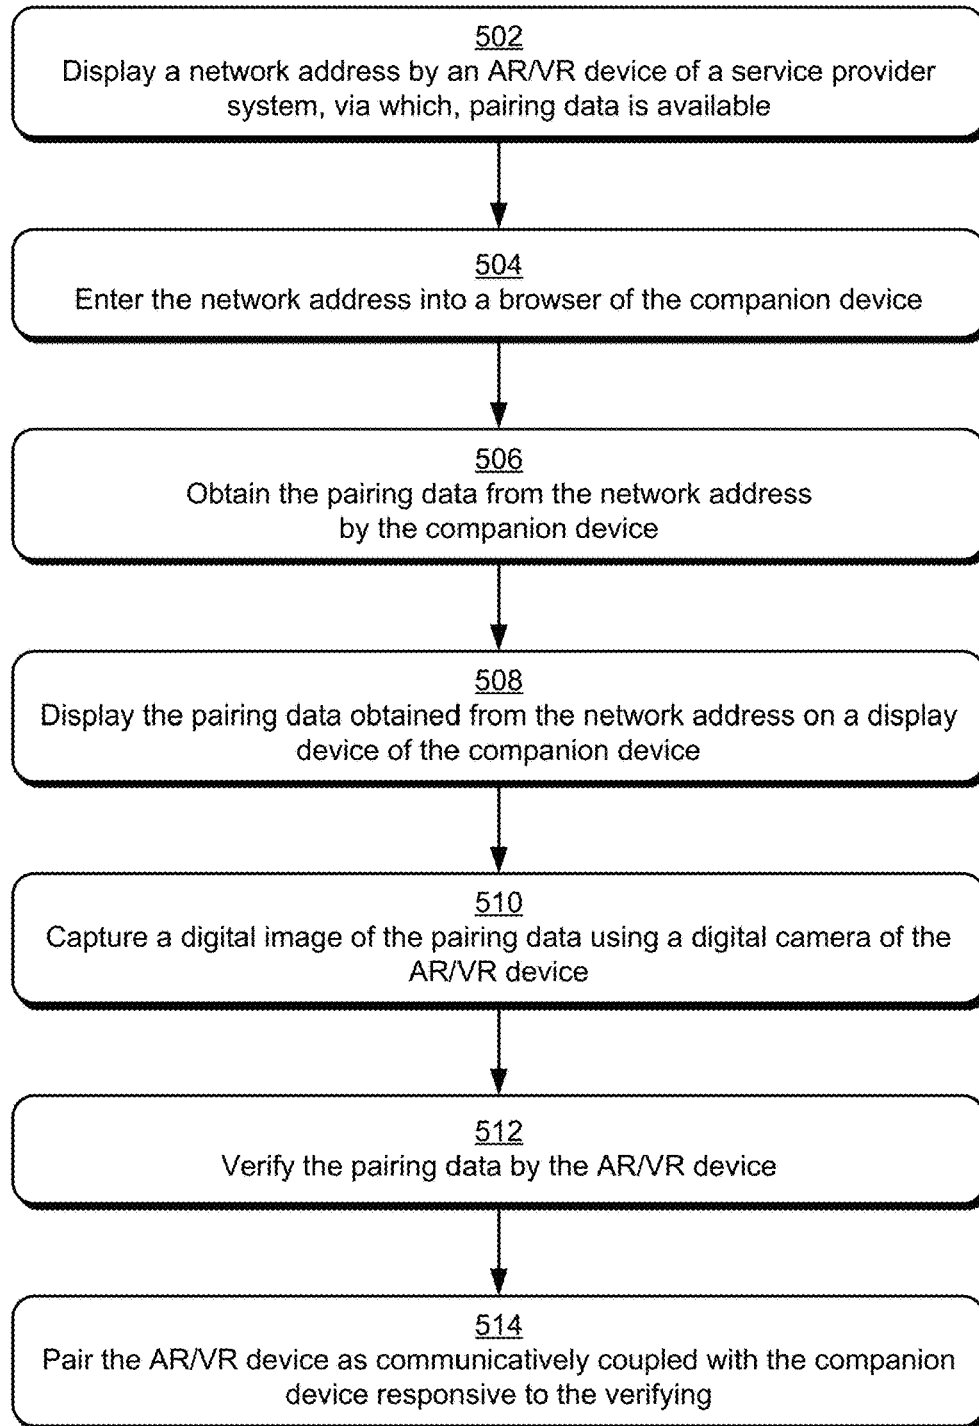 502
Display a network address by an AR/VR device of a service provider
system, via which, pairing data is available
504
Enter the network address into a browser of the companion device
506
Obtain the pairing data from the network address
by the companion device
508
Display the pairing data obtained from the network address on a display
device of the companion device
510
Capture a digital image of the pairing data using a digital camera of the
AR/VR device
512
Verify the pairing data by the AR/VR device
514
Pair the AR/VR device as communicatively coupled with the companion
device responsive to the verifying